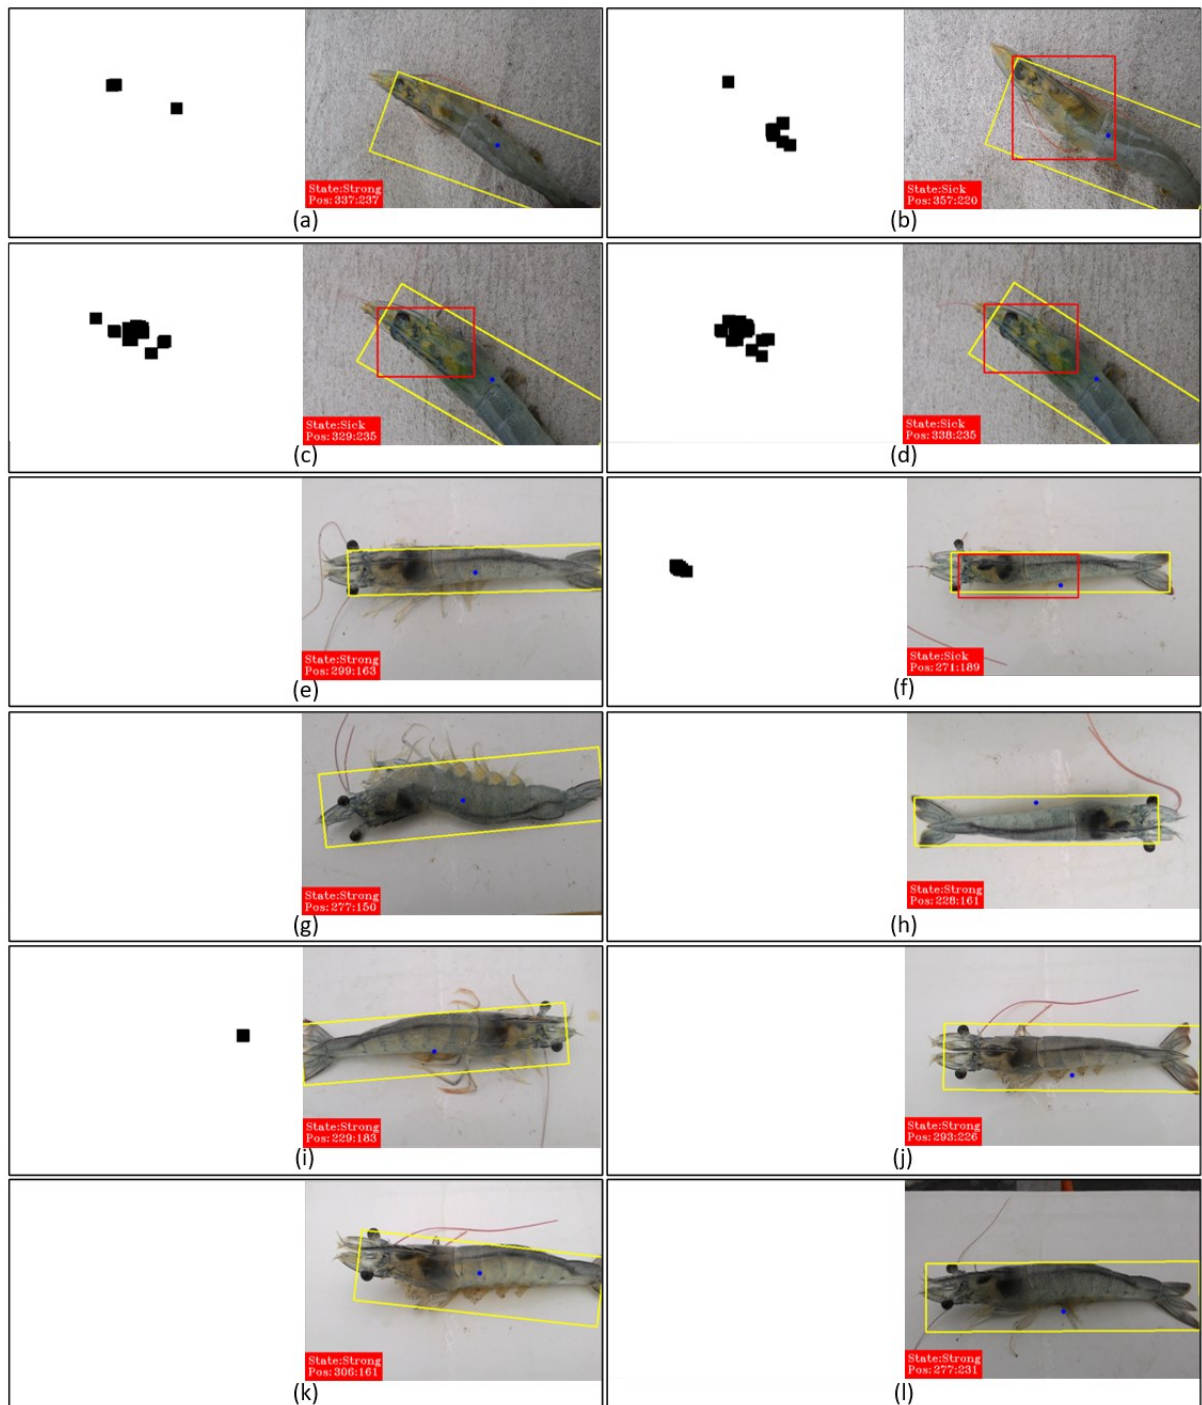 State:Strong
Pos:337:237
(a)
State:Sick
Pos:357:220
(b)
State:Sick
Pos:329:235
(c)
State:Sick
Pos:338:235
(d)
State:Strong
Pos:299:163
(e)
State:Sick
Pos:271:189
(f)
State:Strong
Pos:277:150
(g)
State:Strong
Pos:228:161
(h)
State:Strong
Pos:229:183
(i)
State:Strong
Pos:293:226
(j)
State:Strong
Pos:306:161
(k)
State:Strong
Pos:277:231
(l)